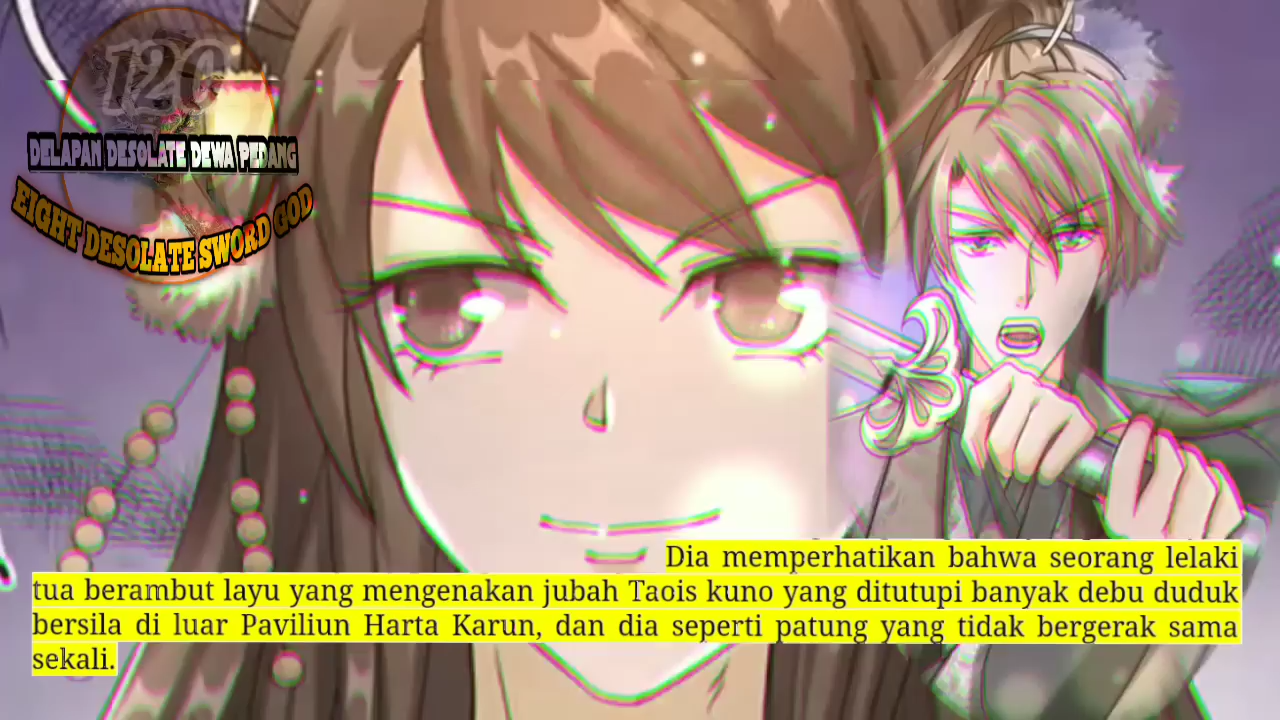 120
DELAPAN DESOLATE DEWA PEDANG
EIGHT DESOLATE SWORD GOD
Dia memperhatikan bahwa seorang lelaki
tua berambut layu yang mengenakan jubah Taois kuno yang ditutupi banyak debu duduk
bersila di luar Paviliun Harta Karun, dan dia seperti patung yang tidak bergerak sama
sekali.